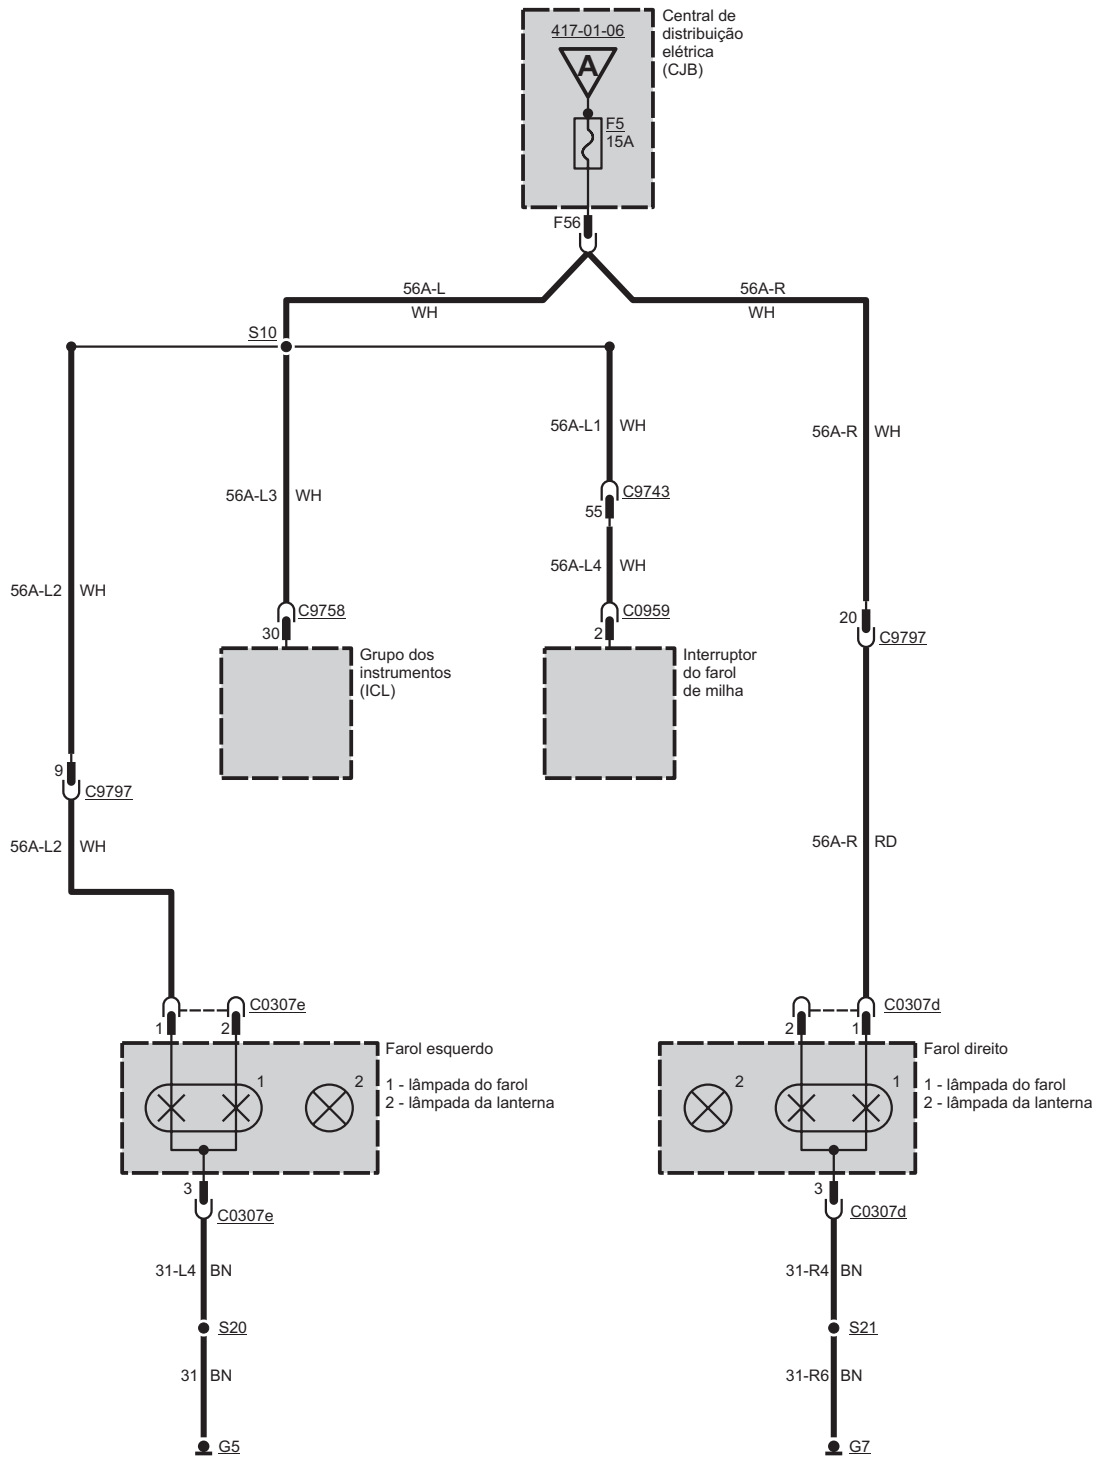 Central de
distribuição
elétrica
(CJB)
417-01-06
A
F5
15A
F56
56A-L
WH
56A-R
WH
S10
56A-L1 WH
56A-R WH
56A-L3 WH
C9743
55
56A-L4 WH
56A-L2 WH
C9758
30
C0959
2
20
C9797
Grupo dos
instrumentos
(ICL)
Interruptor
do farol
de milha
9
C9797
56A-L2 WH
56A-R RD
C0307e
1 2
C0307d
2 1
Farol esquerdo
1 2
1 - lâmpada do farol
2 - lâmpada da lanterna
Farol direito
2 1
1 - lâmpada do farol
2 - lâmpada da lanterna
3
C0307e
3
C0307d
31-L4 BN
31-R4 BN
S20
S21
31 BN
31-R6 BN
G5
G7